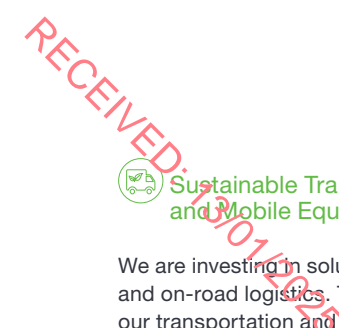 RECEIVED: 13/01/2025
Sustainable Tra
and Mobile Equ
We are investing in solu
and on-road logistics. T
our transportation and